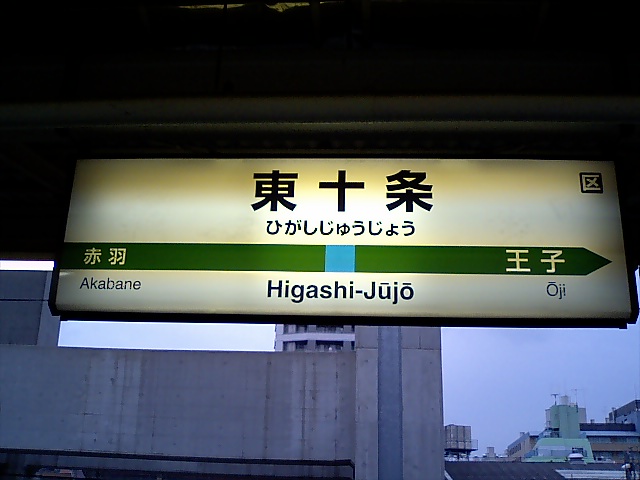 東十条
区
ひがしじゅうじょう
赤羽 王子
Akabane Higashi-Jūjō Ōji